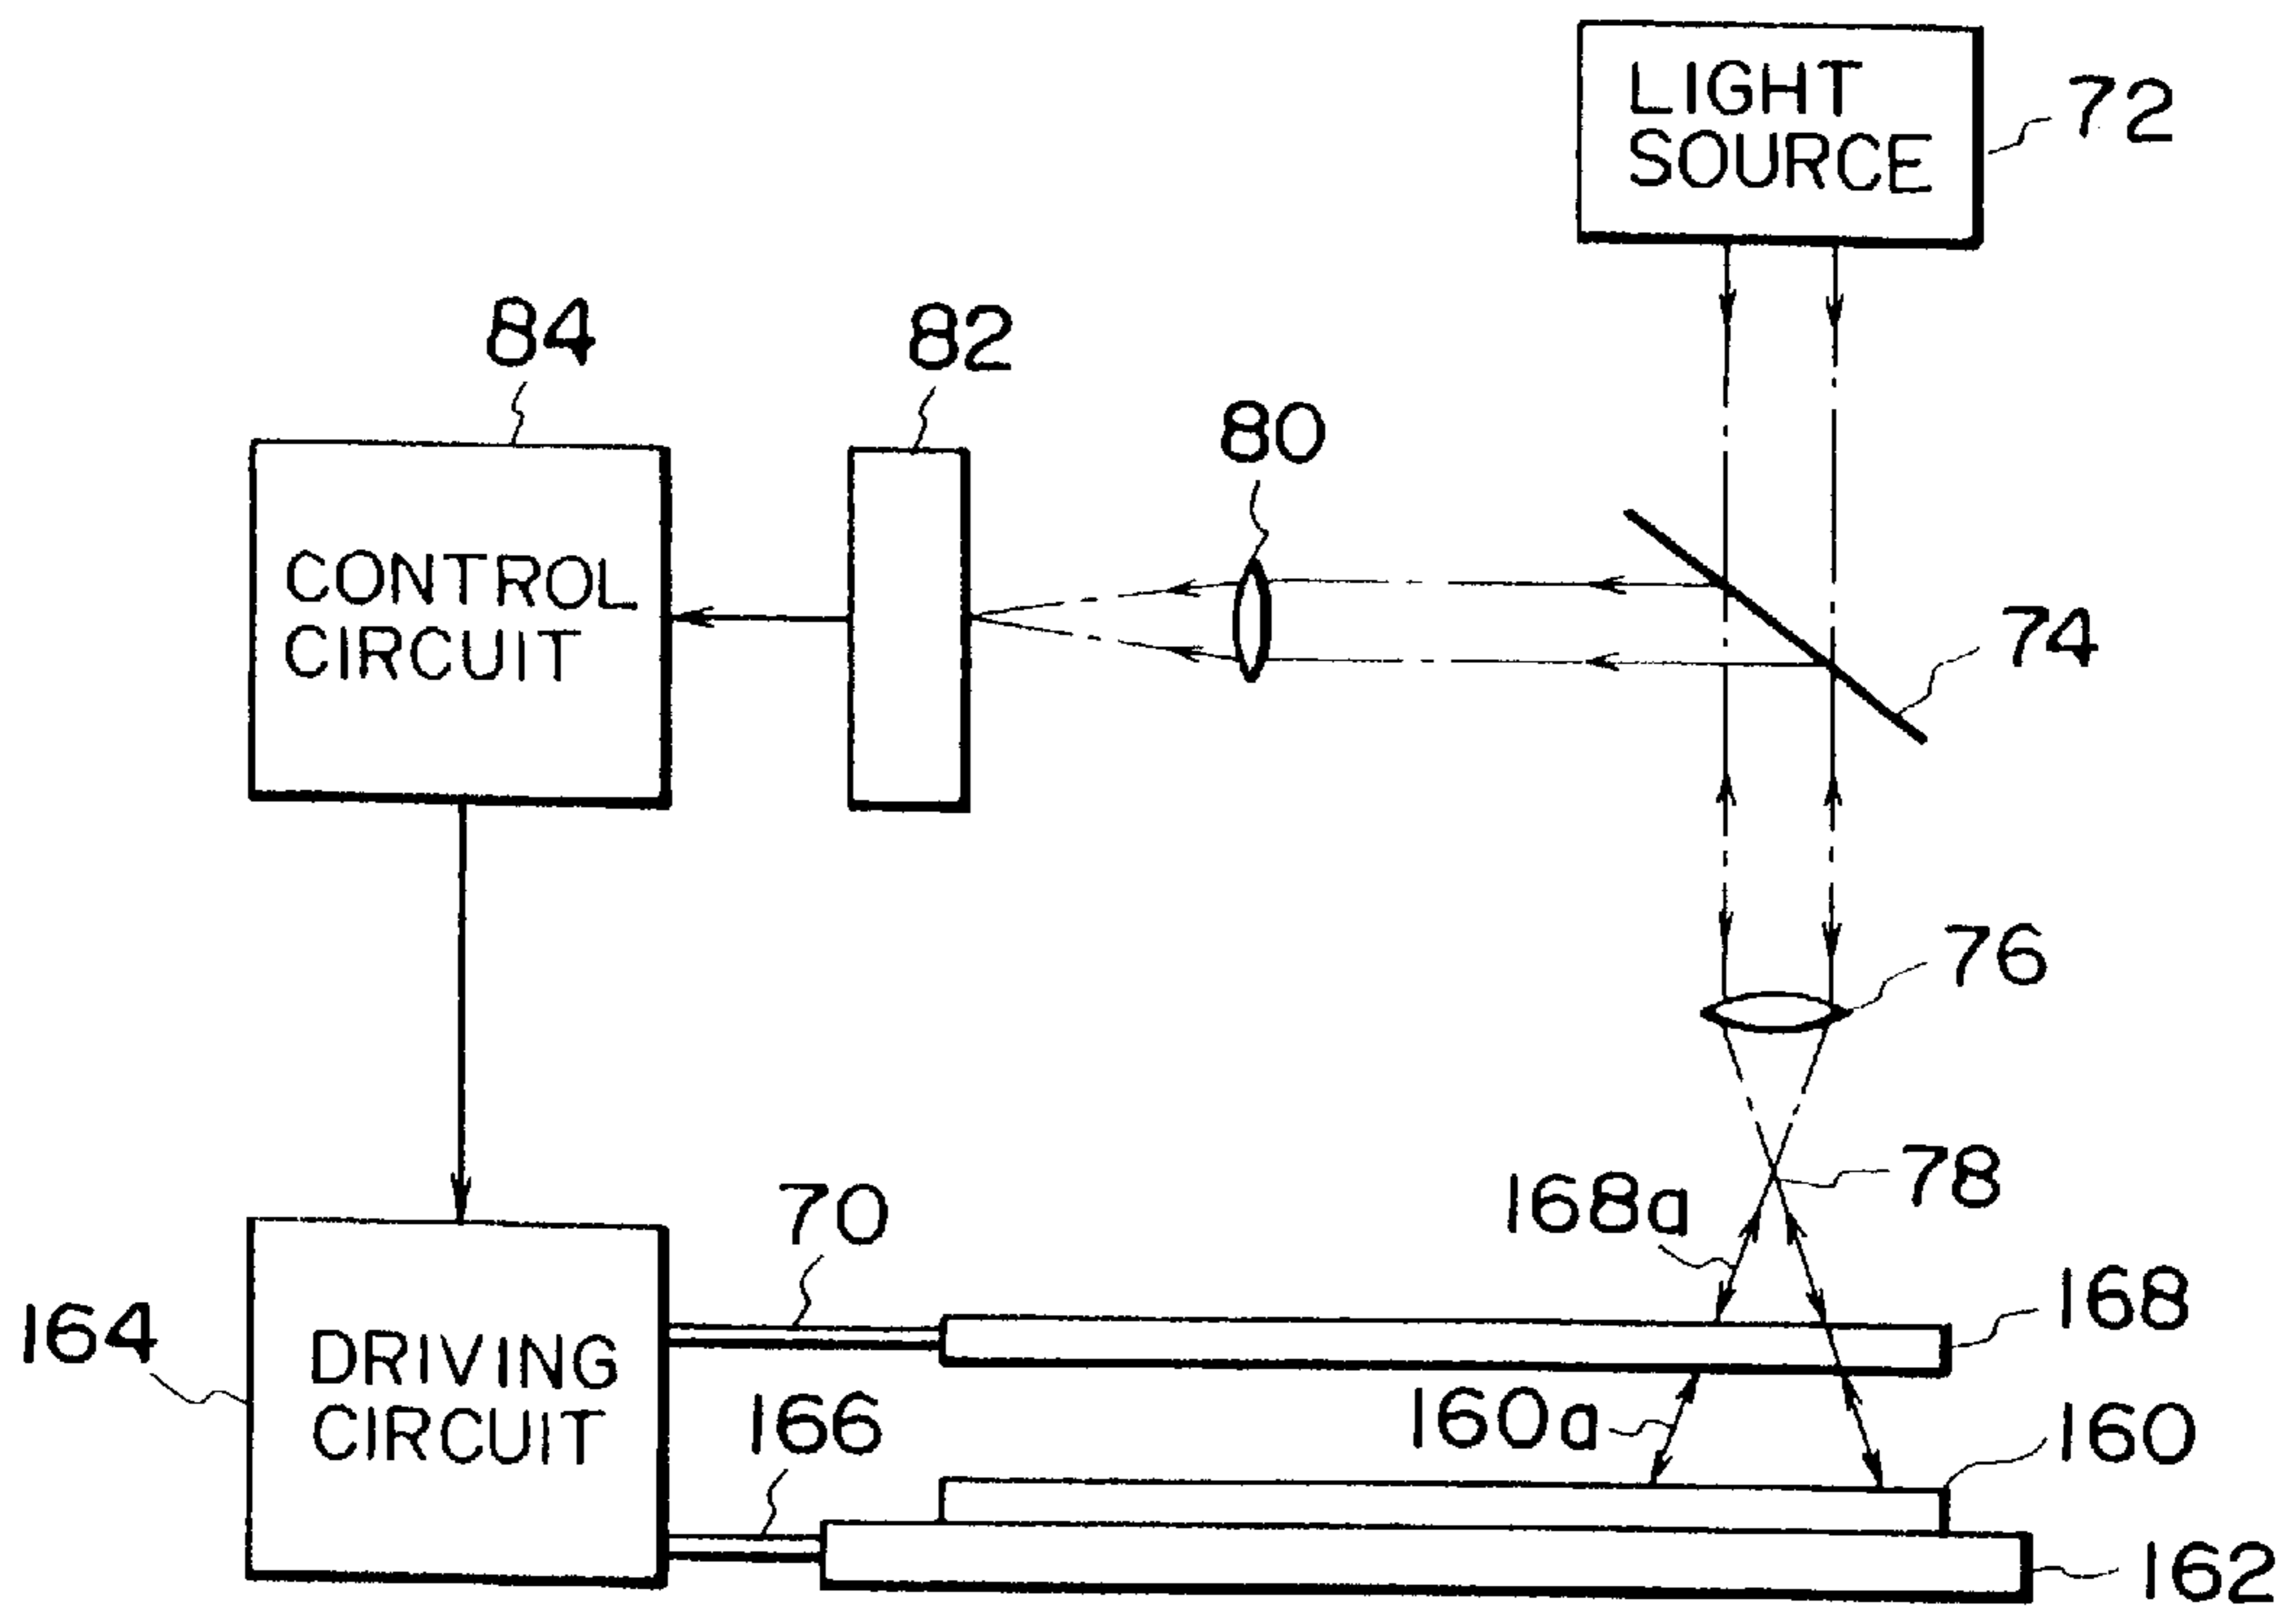 LIGHT
SOURCE
72
84
82
80
CONTROL
CIRCUIT
74
76
78
168a
70
168
164
DRIVING
CIRCUIT
160a
166
160
162